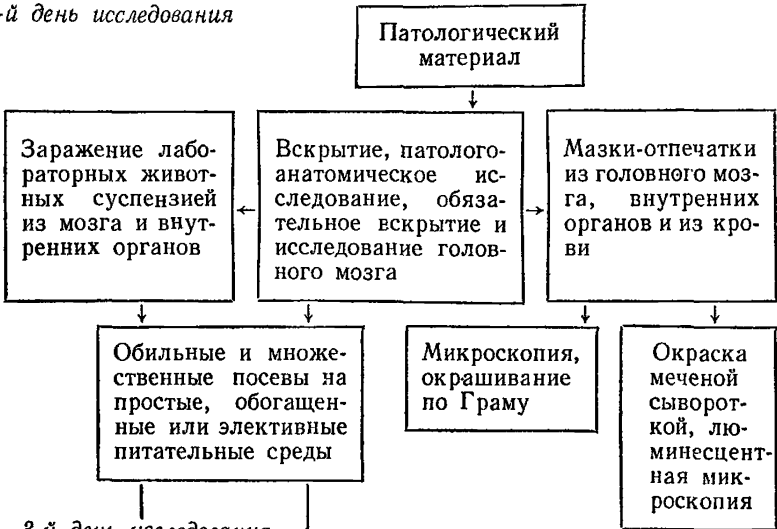 -й день исследования
Патологический
материал
Заражение лабо-
раторных живот-
ных суспензией
из мозга и внут-
ренних органов
Вскрытие, патолого-
анатомическое ис-
следование, обяза-
тельное вскрытие и
исследование голов-
ного мозга
Мазки-отпечатки
из головного моз-
га, внутренних
органов и из кро-
ви
Обильные и множе-
ственные посевы на
простые, обогащен-
ные или элективные
питательные среды
Микроскопия,
окрашивание
по Граму
Окраска
меченой
сыворот-
кой, лю-
минесцент-
ная мик-
роскопия
2-й день исследования